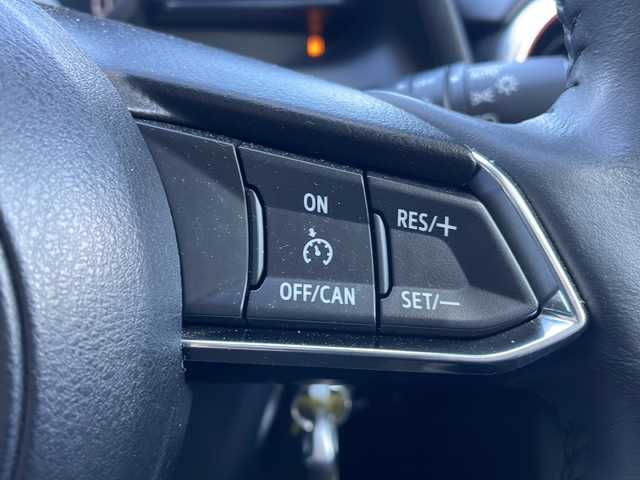 ON
RES/+
OFF/CAN
SET/−